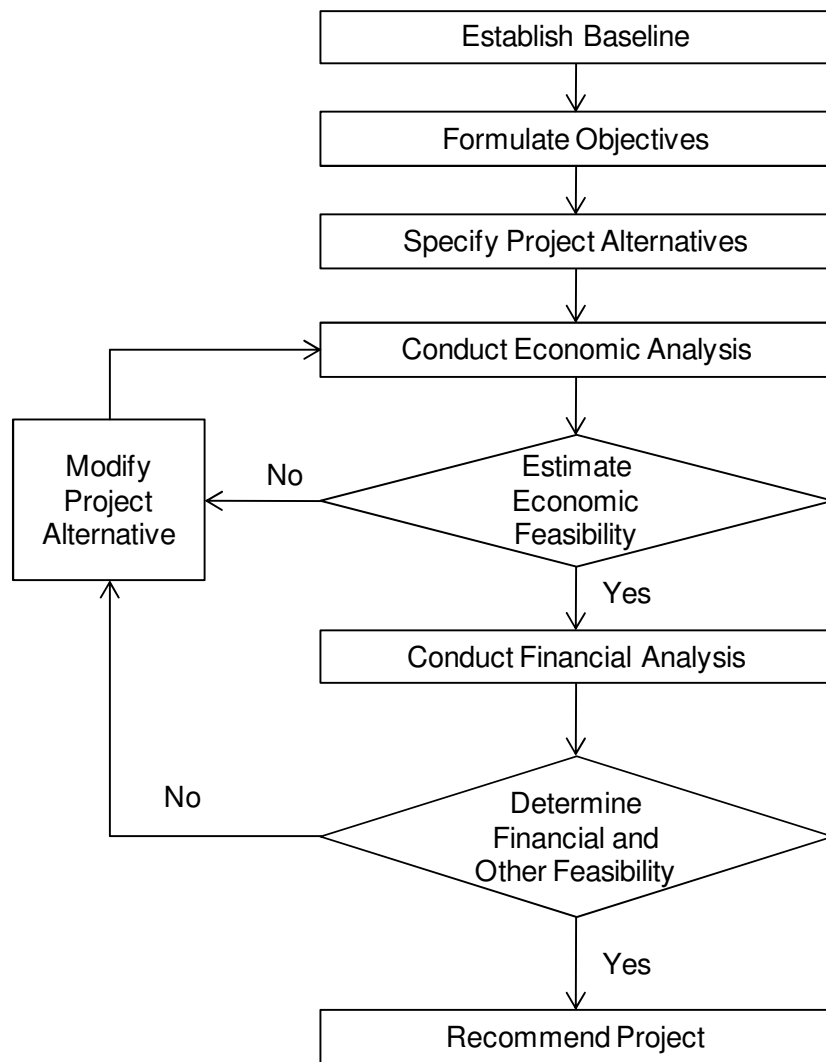 Establish Baseline
Formulate Objectives
Specify Project Alternatives
Conduct Economic Analysis
Modify
Project
Alternative
No
Estimate
Economic
Feasibility
Yes
Conduct Financial Analysis
No
Determine
Financial and
Other Feasibility
Yes
Recommend Project